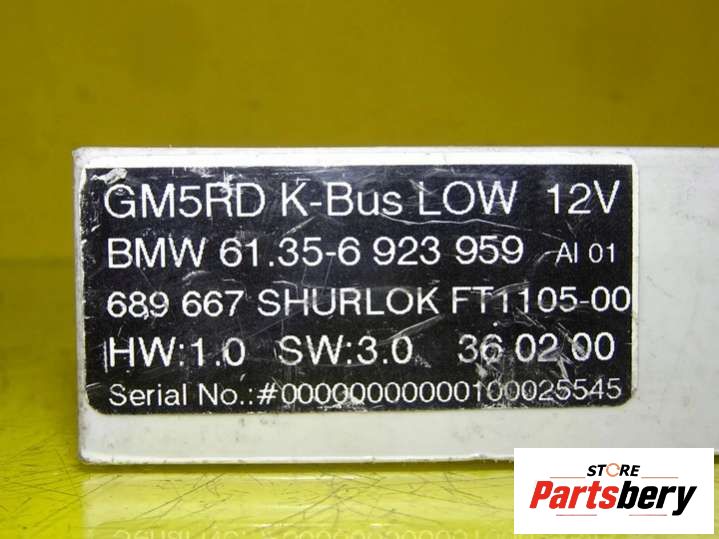 GM5RD K-Bus LOW 12V
BMW 61.35-6 923 959 AI 01
689 667 SHURLOK FT1105-00
HW:1.0 SW:3.0 36 02 00
Serial No.:#00000000000100025545
STORE
Partsbery